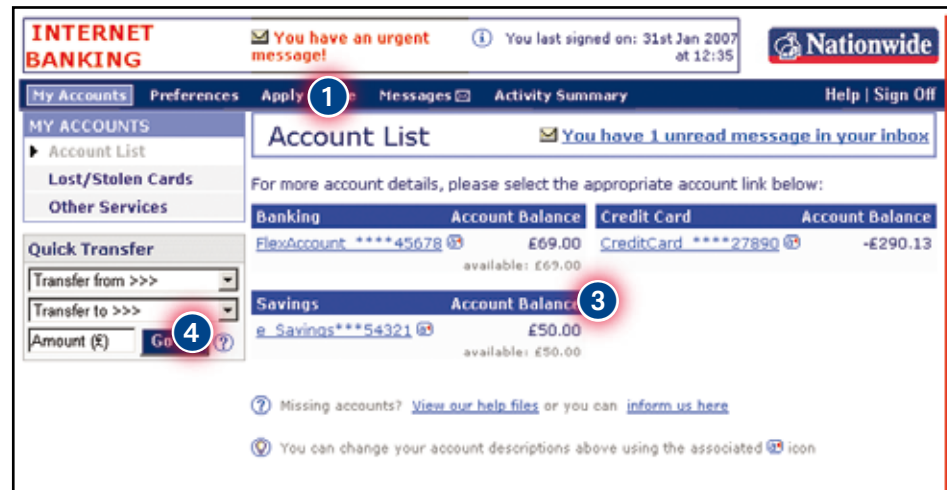 INTERNET
BANKING
You have an urgent
message!
i You last signed on: 31st Jan 2007
at 12:35
Nationwide
My Accounts Preferences Apply 1 Messages Activity Summary Help | Sign Off
MY ACCOUNTS
Account List
Lost/Stolen Cards
Other Services
Account List
You have 1 unread message in your inbox
For more account details, please select the appropriate account link below:
Banking Account Balance
Credit Card Account Balance
FlexAccount ****45678 £69.00
available: £69.00
CreditCard ****27890 -£290.13
Savings Account Balance 3
e Savings***54321 £50.00
available: £50.00
Quick Transfer
Transfer from >>>
Transfer to >>>
Amount (£) Go 4 ?
? Missing accounts? View our help files or you can inform us here
You can change your account descriptions above using the associated icon